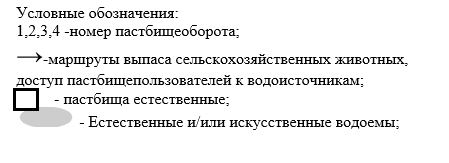 Условные обозначения:
1,2,3,4 -номер пастбищеоборота;
→-маршруты выпаса сельскохозяйственных животных,
доступ пастбищепользователей к водоисточникам;
- пастбища естественные;
- Естественные и/или искусственные водоемы;